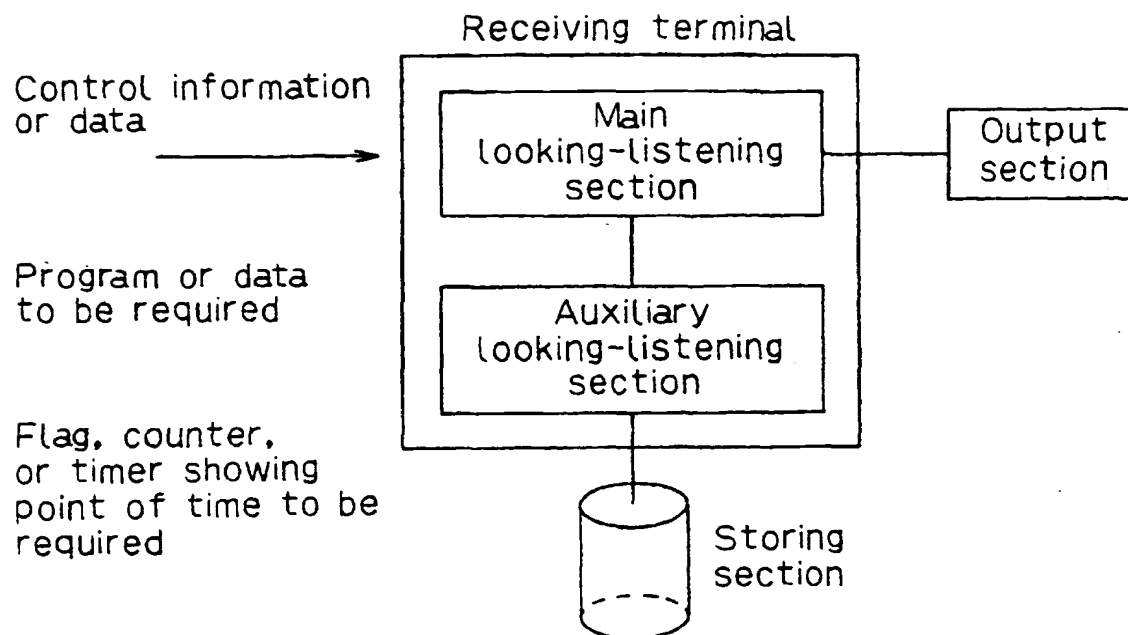 Receiving terminal
Control information
or data
Main
looking-listening
section
Output
section
Program or data
to be required
Auxiliary
looking-listening
section
Flag, counter,
or timer showing
point of time to be
required
Storing
section